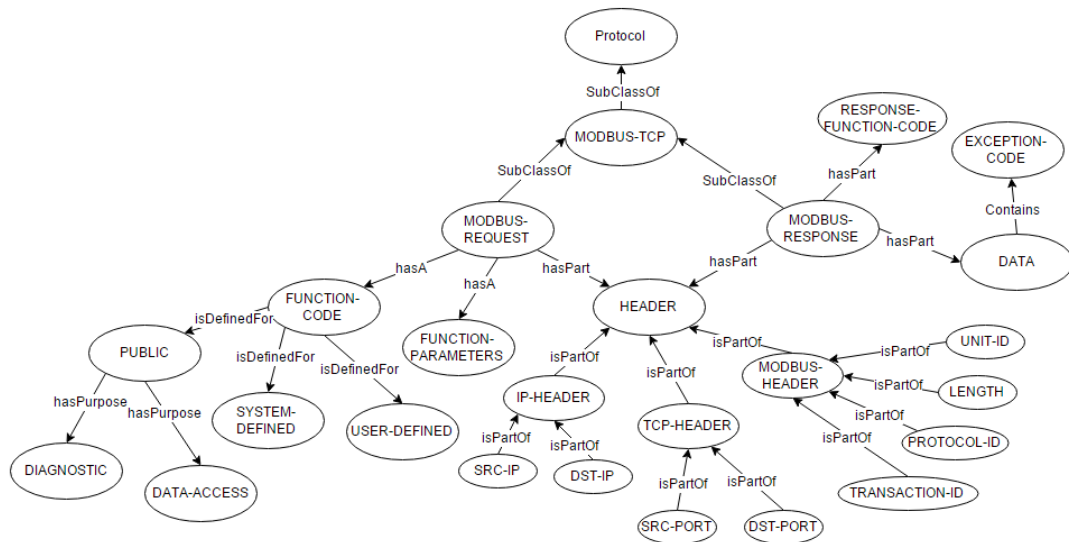 Protocol
SubClassOf
MODBUS-TCP
RESPONSE-
FUNCTION-CODE
EXCEPTION-
CODE
SubClassOf
SubClassOf
hasPart
Contains
MODBUS-
REQUEST
MODBUS-
RESPONSE
hasPart
DATA
hasA
hasA
hasPart
hasPart
FUNCTION-
CODE
HEADER
isDefinedFor
FUNCTION-
PARAMETERS
PUBLIC
isDefinedFor
isDefinedFor
isPartOf
isPartOf
isPartOf
isPartOf
UNIT-ID
MODBUS-
HEADER
isPartOf
LENGTH
hasPurpose
hasPurpose
SYSTEM-
DEFINED
USER-DEFINED
IP-HEADER
TCP-HEADER
isPartOf
PROTOCOL-ID
isPartOf
isPartOf
isPartOf
DIAGNOSTIC
DATA-ACCESS
SRC-IP
DST-IP
isPartOf
isPartOf
TRANSACTION-ID
SRC-PORT
DST-PORT